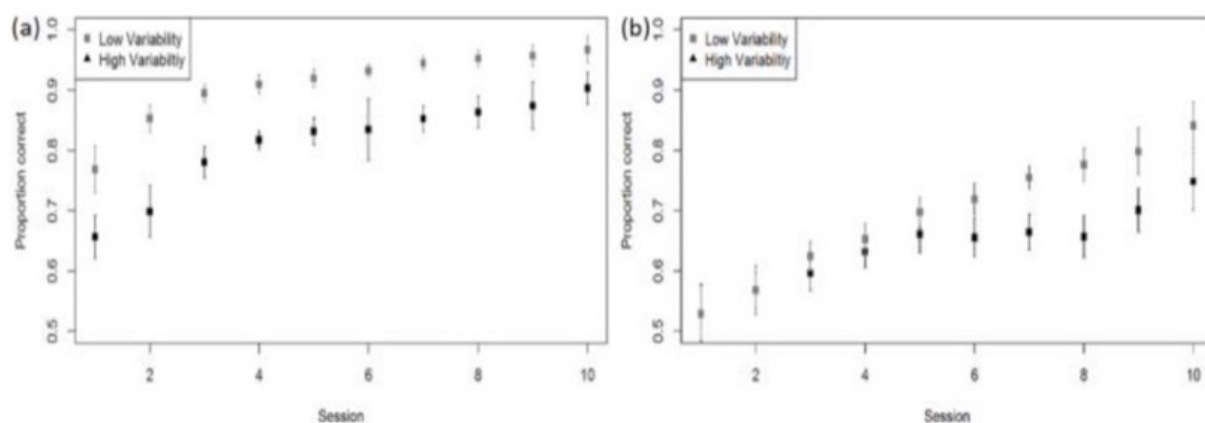 (a)
Low Variability
High Variabiltiy
Proportion correct
1.0
0.9
0.8
0.7
0.6
0.5
2 4 6 8 10
Session
(b)
Low Variability
High Variabiltiy
Proportion correct
1.0
0.9
0.8
0.7
0.6
0.5
2 4 6 8 10
Session